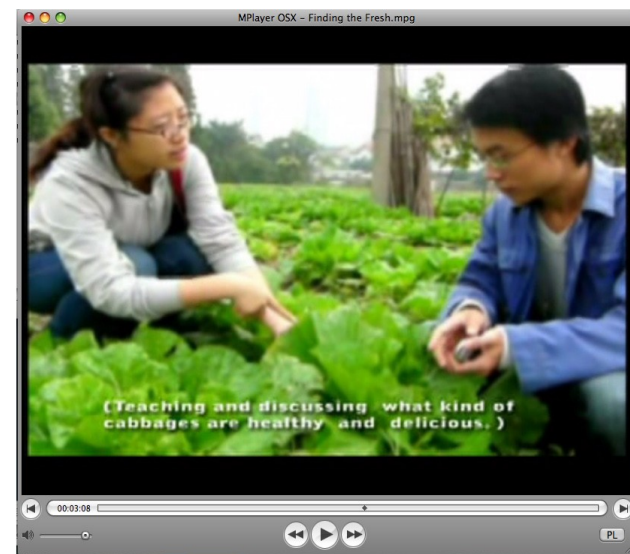 MPlayer OSX – Finding the Fresh.mpg
(Teaching and discussing what kind of
cabbages are healthy and delicious.)
00:03:08
PL